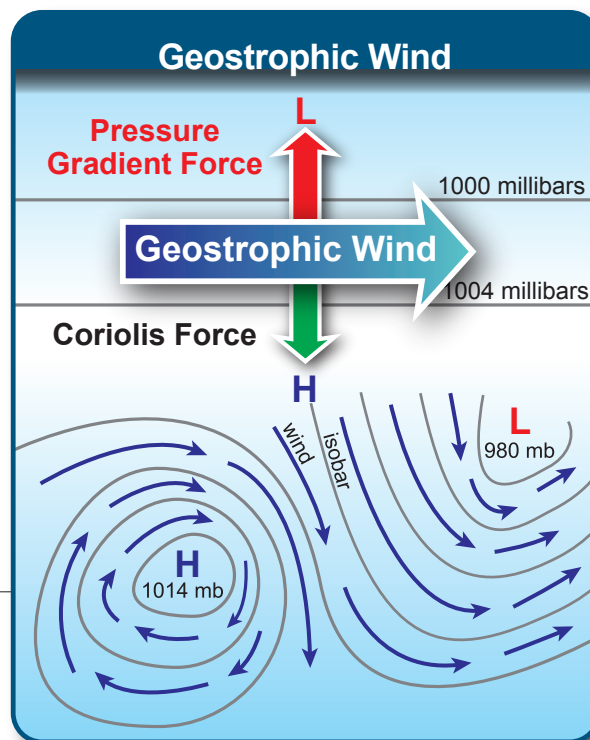 Geostrophic Wind
L
Pressure
Gradient Force
1000 millibars
Geostrophic Wind
1004 millibars
Coriolis Force
H
wind
isobar
L
980 mb
H
1014 mb